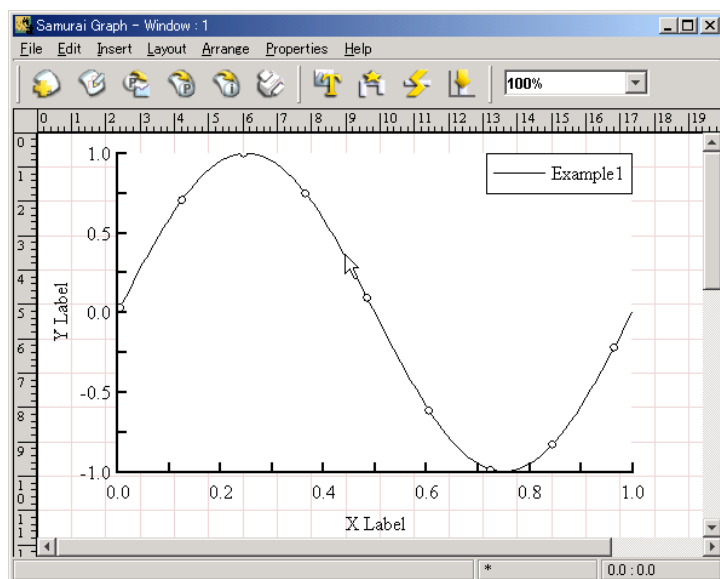 Samurai Graph - Window : 1
File Edit Insert Layout Arrange Properties Help
P P i T 100%
0 1 2 3 4 5 6 7 8 9 10 11 12 13 14 15 16 17 18 19
0
1
2
3
4
5
6
7
8
9
10
11
1.0
0.5
0.0
-0.5
-1.0
Y Label
Example1
0.0 0.2 0.4 0.6 0.8 1.0
X Label
* 0.0 : 0.0